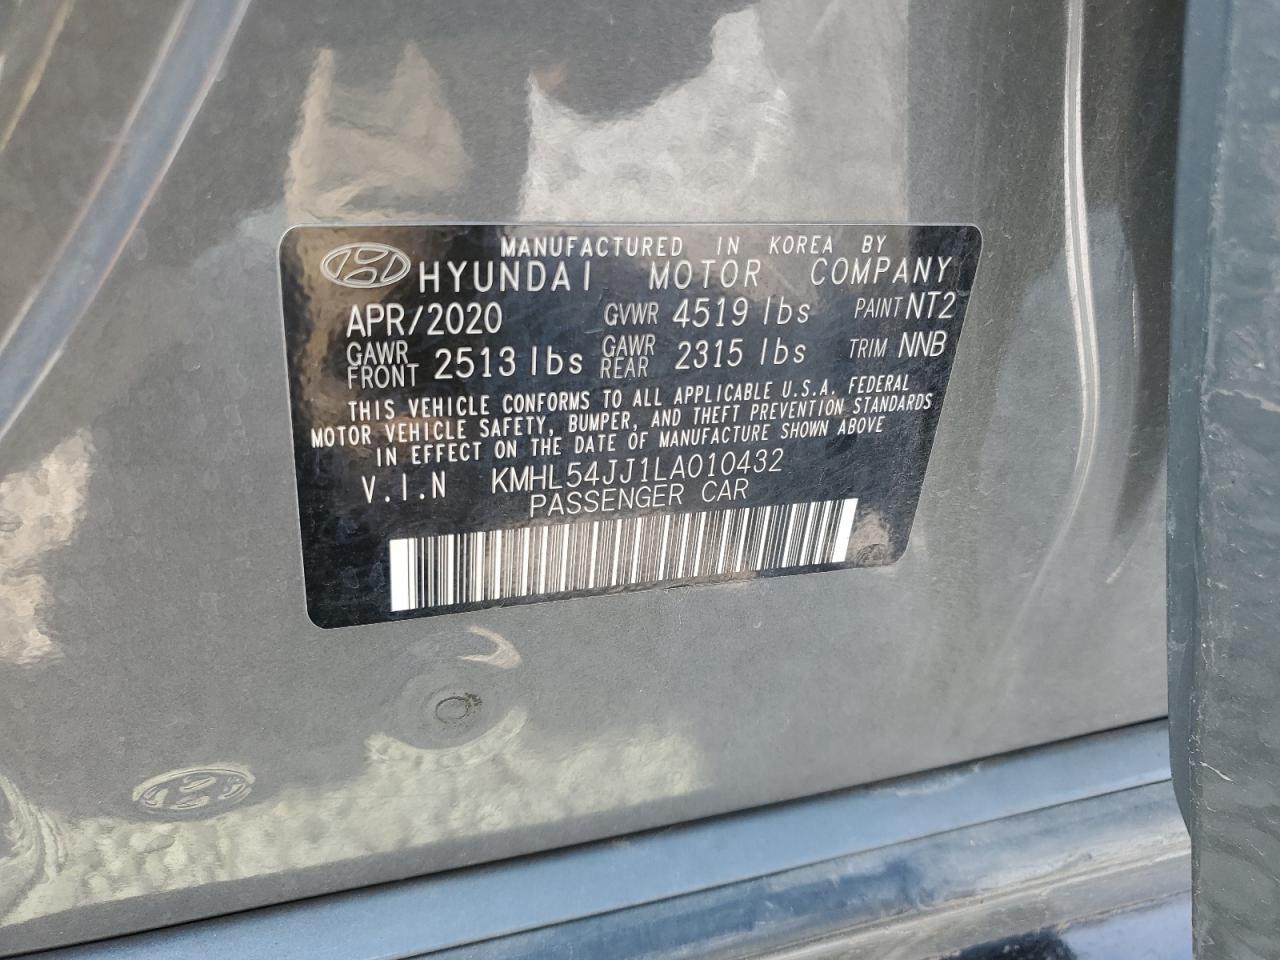 MANUFACTURED IN KOREA BY
HYUNDAI MOTOR COMPANY
APR/2020 GVWR 4519 lbs PAINT NT2
GAWR FRONT 2513 lbs GAWR REAR 2315 lbs TRIM NNB
THIS VEHICLE CONFORMS TO ALL APPLICABLE U.S.A. FEDERAL
MOTOR VEHICLE SAFETY, BUMPER, AND THEFT PREVENTION STANDARDS
IN EFFECT ON THE DATE OF MANUFACTURE SHOWN ABOVE
V.I.N KMHL54JJ1LA010432
PASSENGER CAR